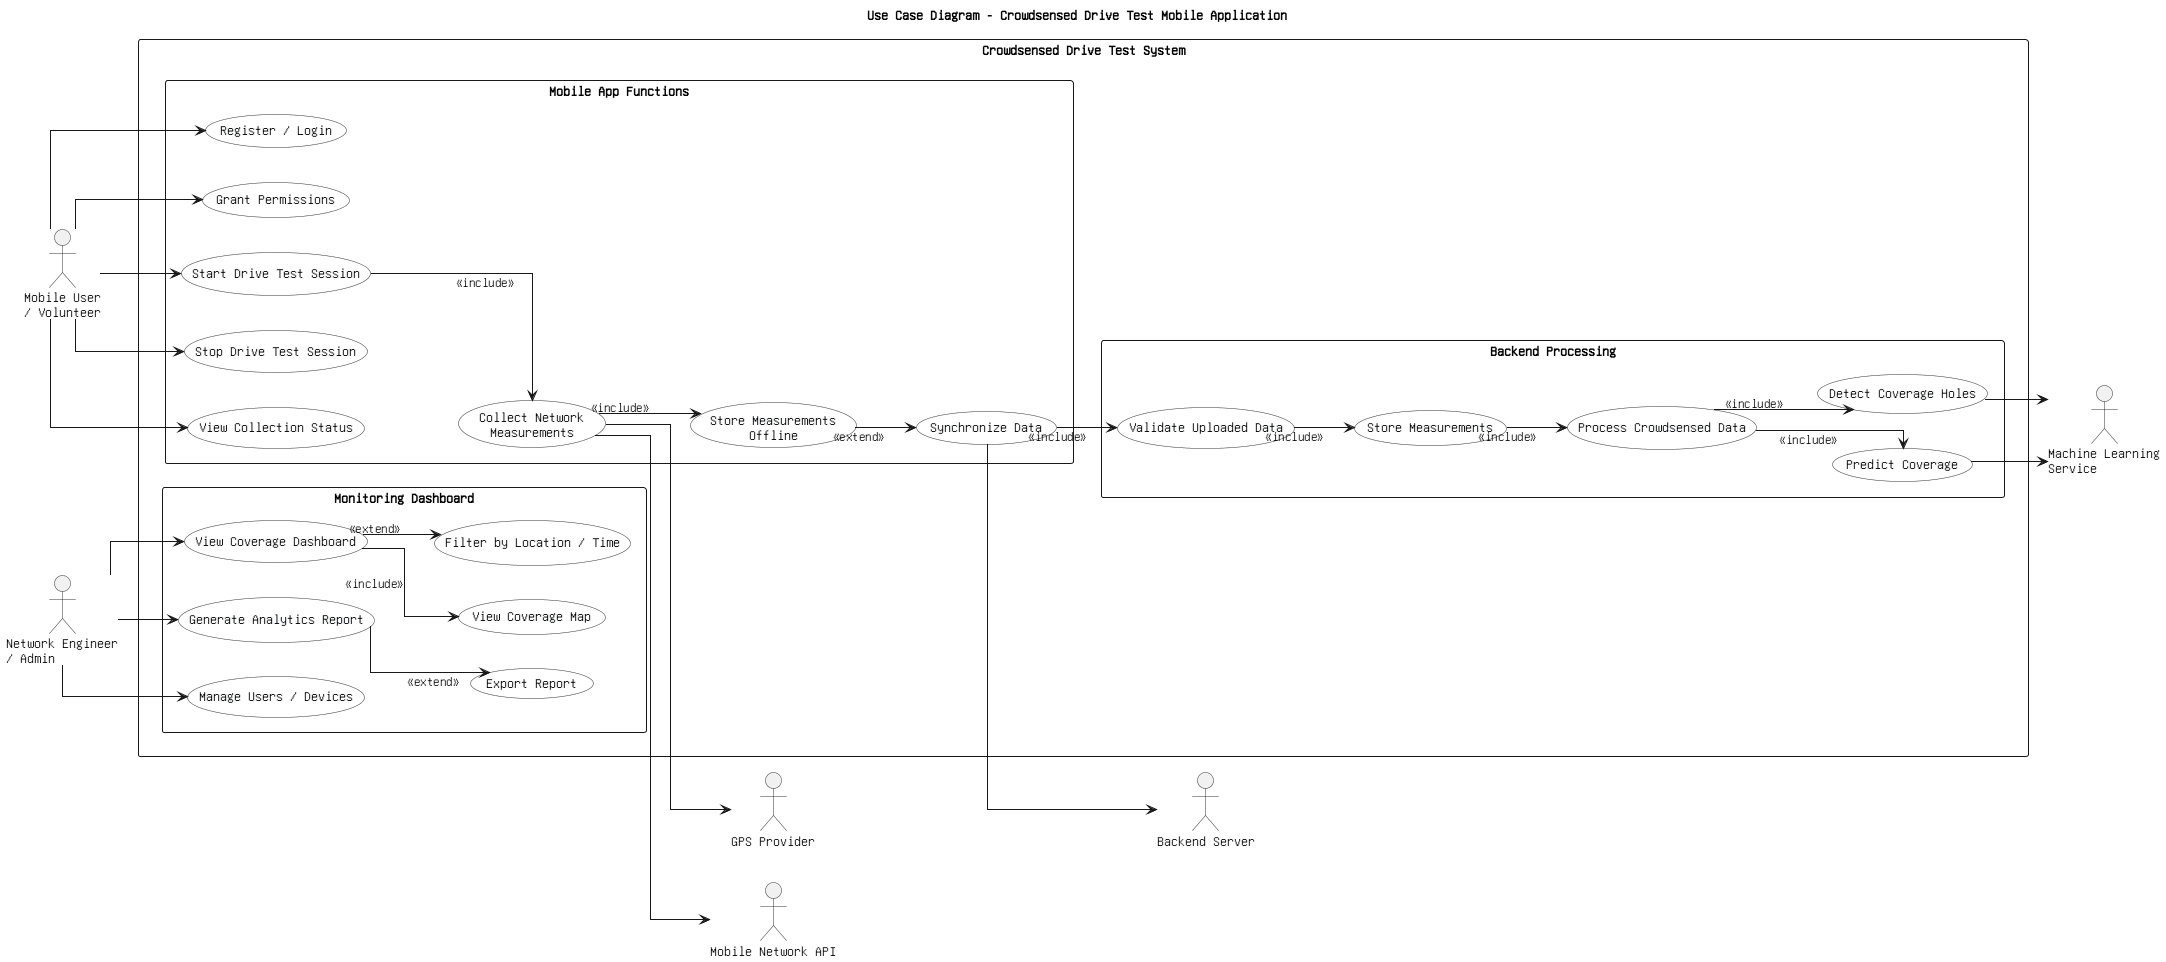 Use Case Diagram - Crowdsensed Drive Test Mobile Application
Crowdsensed Drive Test System
Mobile App Functions
Register / Login
Grant Permissions
Mobile User
/ Volunteer
Start Drive Test Session
«include»
Stop Drive Test Session
View Collection Status
Collect Network
Measurements
«include»
Store Measurements
Offline
«extend»
Synchronize Data
«include»
Backend Processing
Validate Uploaded Data
«include»
Store Measurements
«include»
Process Crowdsensed Data
«include»
Detect Coverage Holes
«include»
Predict Coverage
Machine Learning
Service
Monitoring Dashboard
View Coverage Dashboard
«extend»
Filter by Location / Time
«include»
View Coverage Map
Network Engineer
/ Admin
Generate Analytics Report
«extend»
Export Report
Manage Users / Devices
GPS Provider
Backend Server
Mobile Network API